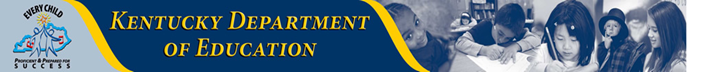 EVERY CHILD
PROFICIENT & PREPARED FOR
SUCCESS
KENTUCKY DEPARTMENT
OF EDUCATION